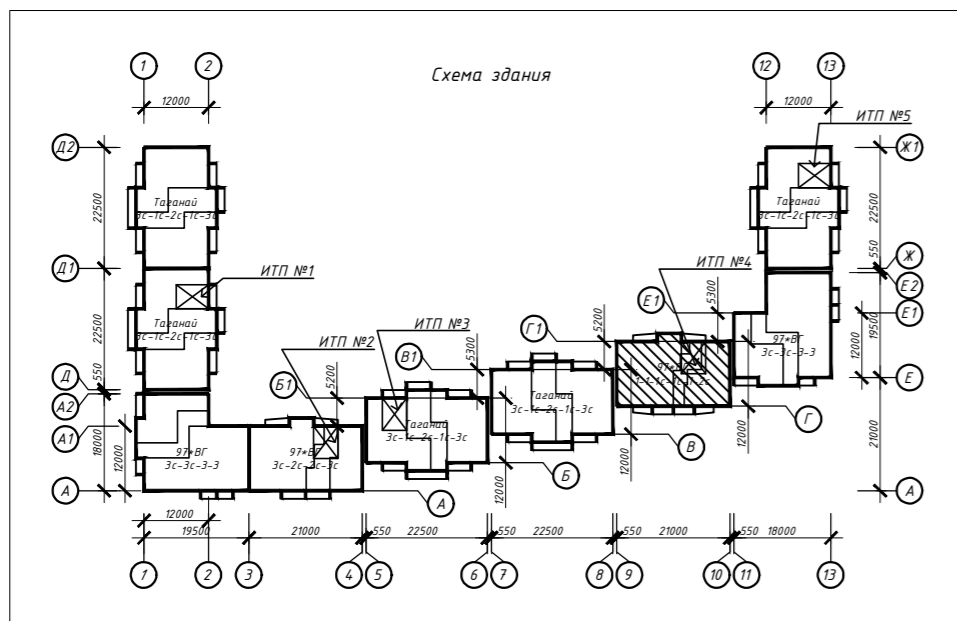 1
2
12
13
Схема здания
12000
12000
ИТП №5
Д2
Ж1
22500
Таганай
3с-1с-2с-1с-3с
Таганай
3с-1с-2с-1с-3с
22500
550
Д1
ИТП №1
ИТП №4
Ж
Е2
5300
Е1
Е1
Г1
5200
19500
12000
22500
Таганай
3с-1с-2с-1с-3с
ИТП №2
ИТП №3
В1
5300
97*ВГ
3с-3с-3-3
550
Д
Б1
5200
Е
А2
Таганай
3с-1с-2с-1с-3с
Таганай
3с-1с-2с-1с-3с
Г
А1
18000
12000
97*ВГ
3с-3с-3-3
97*ВГ
3с-2с-2с-3с
В
12000
21000
Б
12000
А
А
12000
А
12000
19500
21000
550
22500
550
22500
550
21000
550
18000
1
2
3
4
5
6
7
8
9
10
11
13